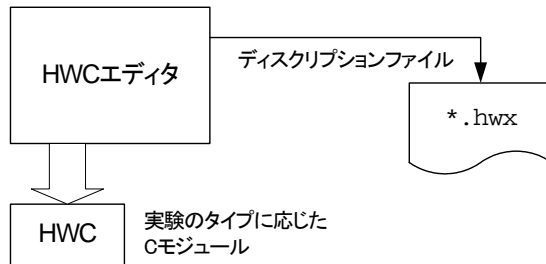 HWCエディタ
ディスクリプションファイル
*.hwx
HWC
実験のタイプに応じた
Cモジュール